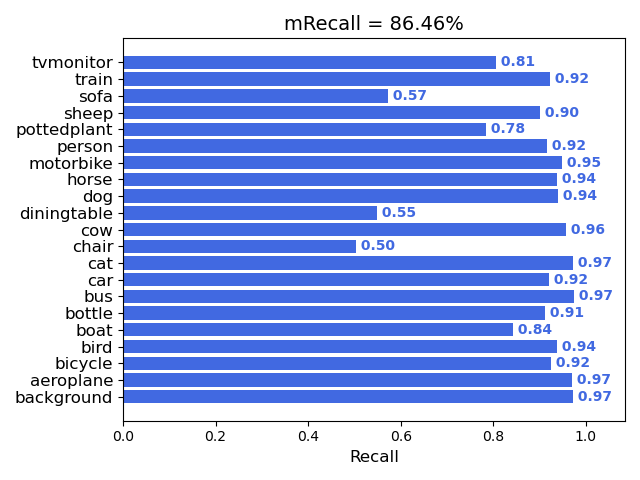 mRecall = 86.46%
tvmonitor 0.81
train 0.92
sofa 0.57
sheep 0.90
pottedplant 0.78
person 0.92
motorbike 0.95
horse 0.94
dog 0.94
diningtable 0.55
cow 0.96
chair 0.50
cat 0.97
car 0.92
bus 0.97
bottle 0.91
boat 0.84
bird 0.94
bicycle 0.92
aeroplane 0.97
background 0.97
0.0 0.2 0.4 0.6 0.8 1.0
Recall